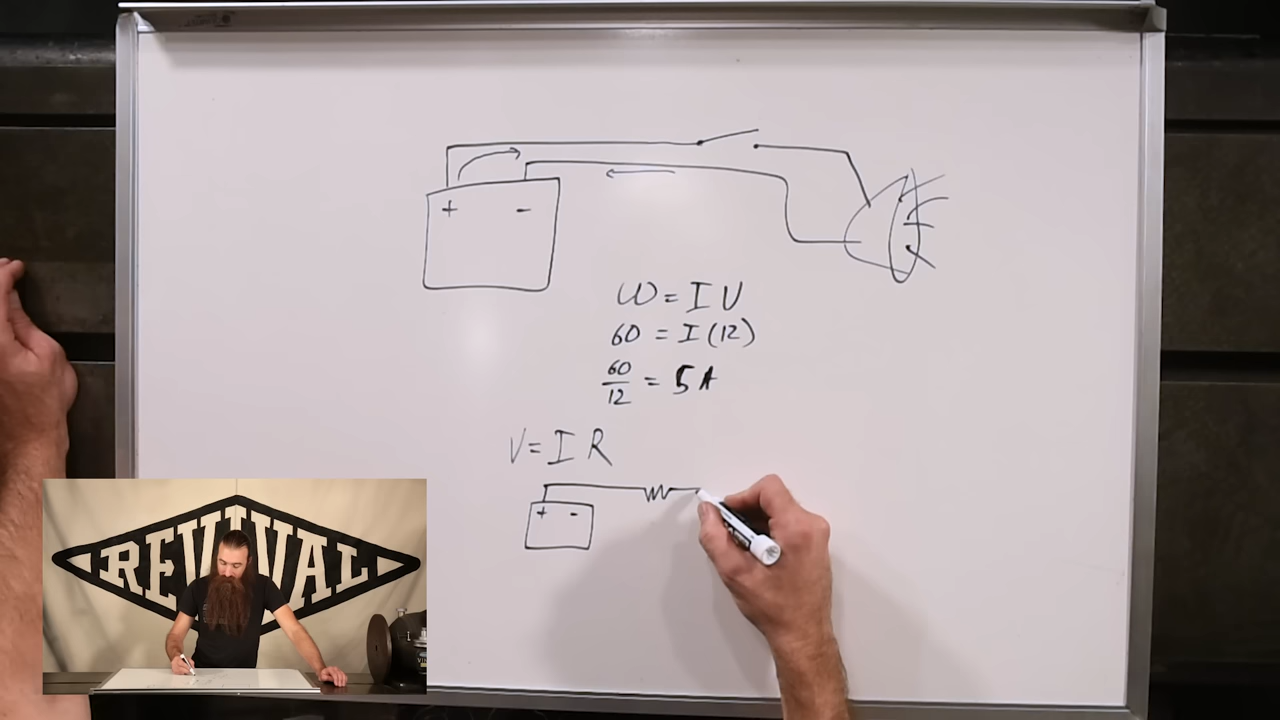 + -
W = I V
60 = I (12)
60/12 = 5 A
V = I R
+ -
REVIVAL